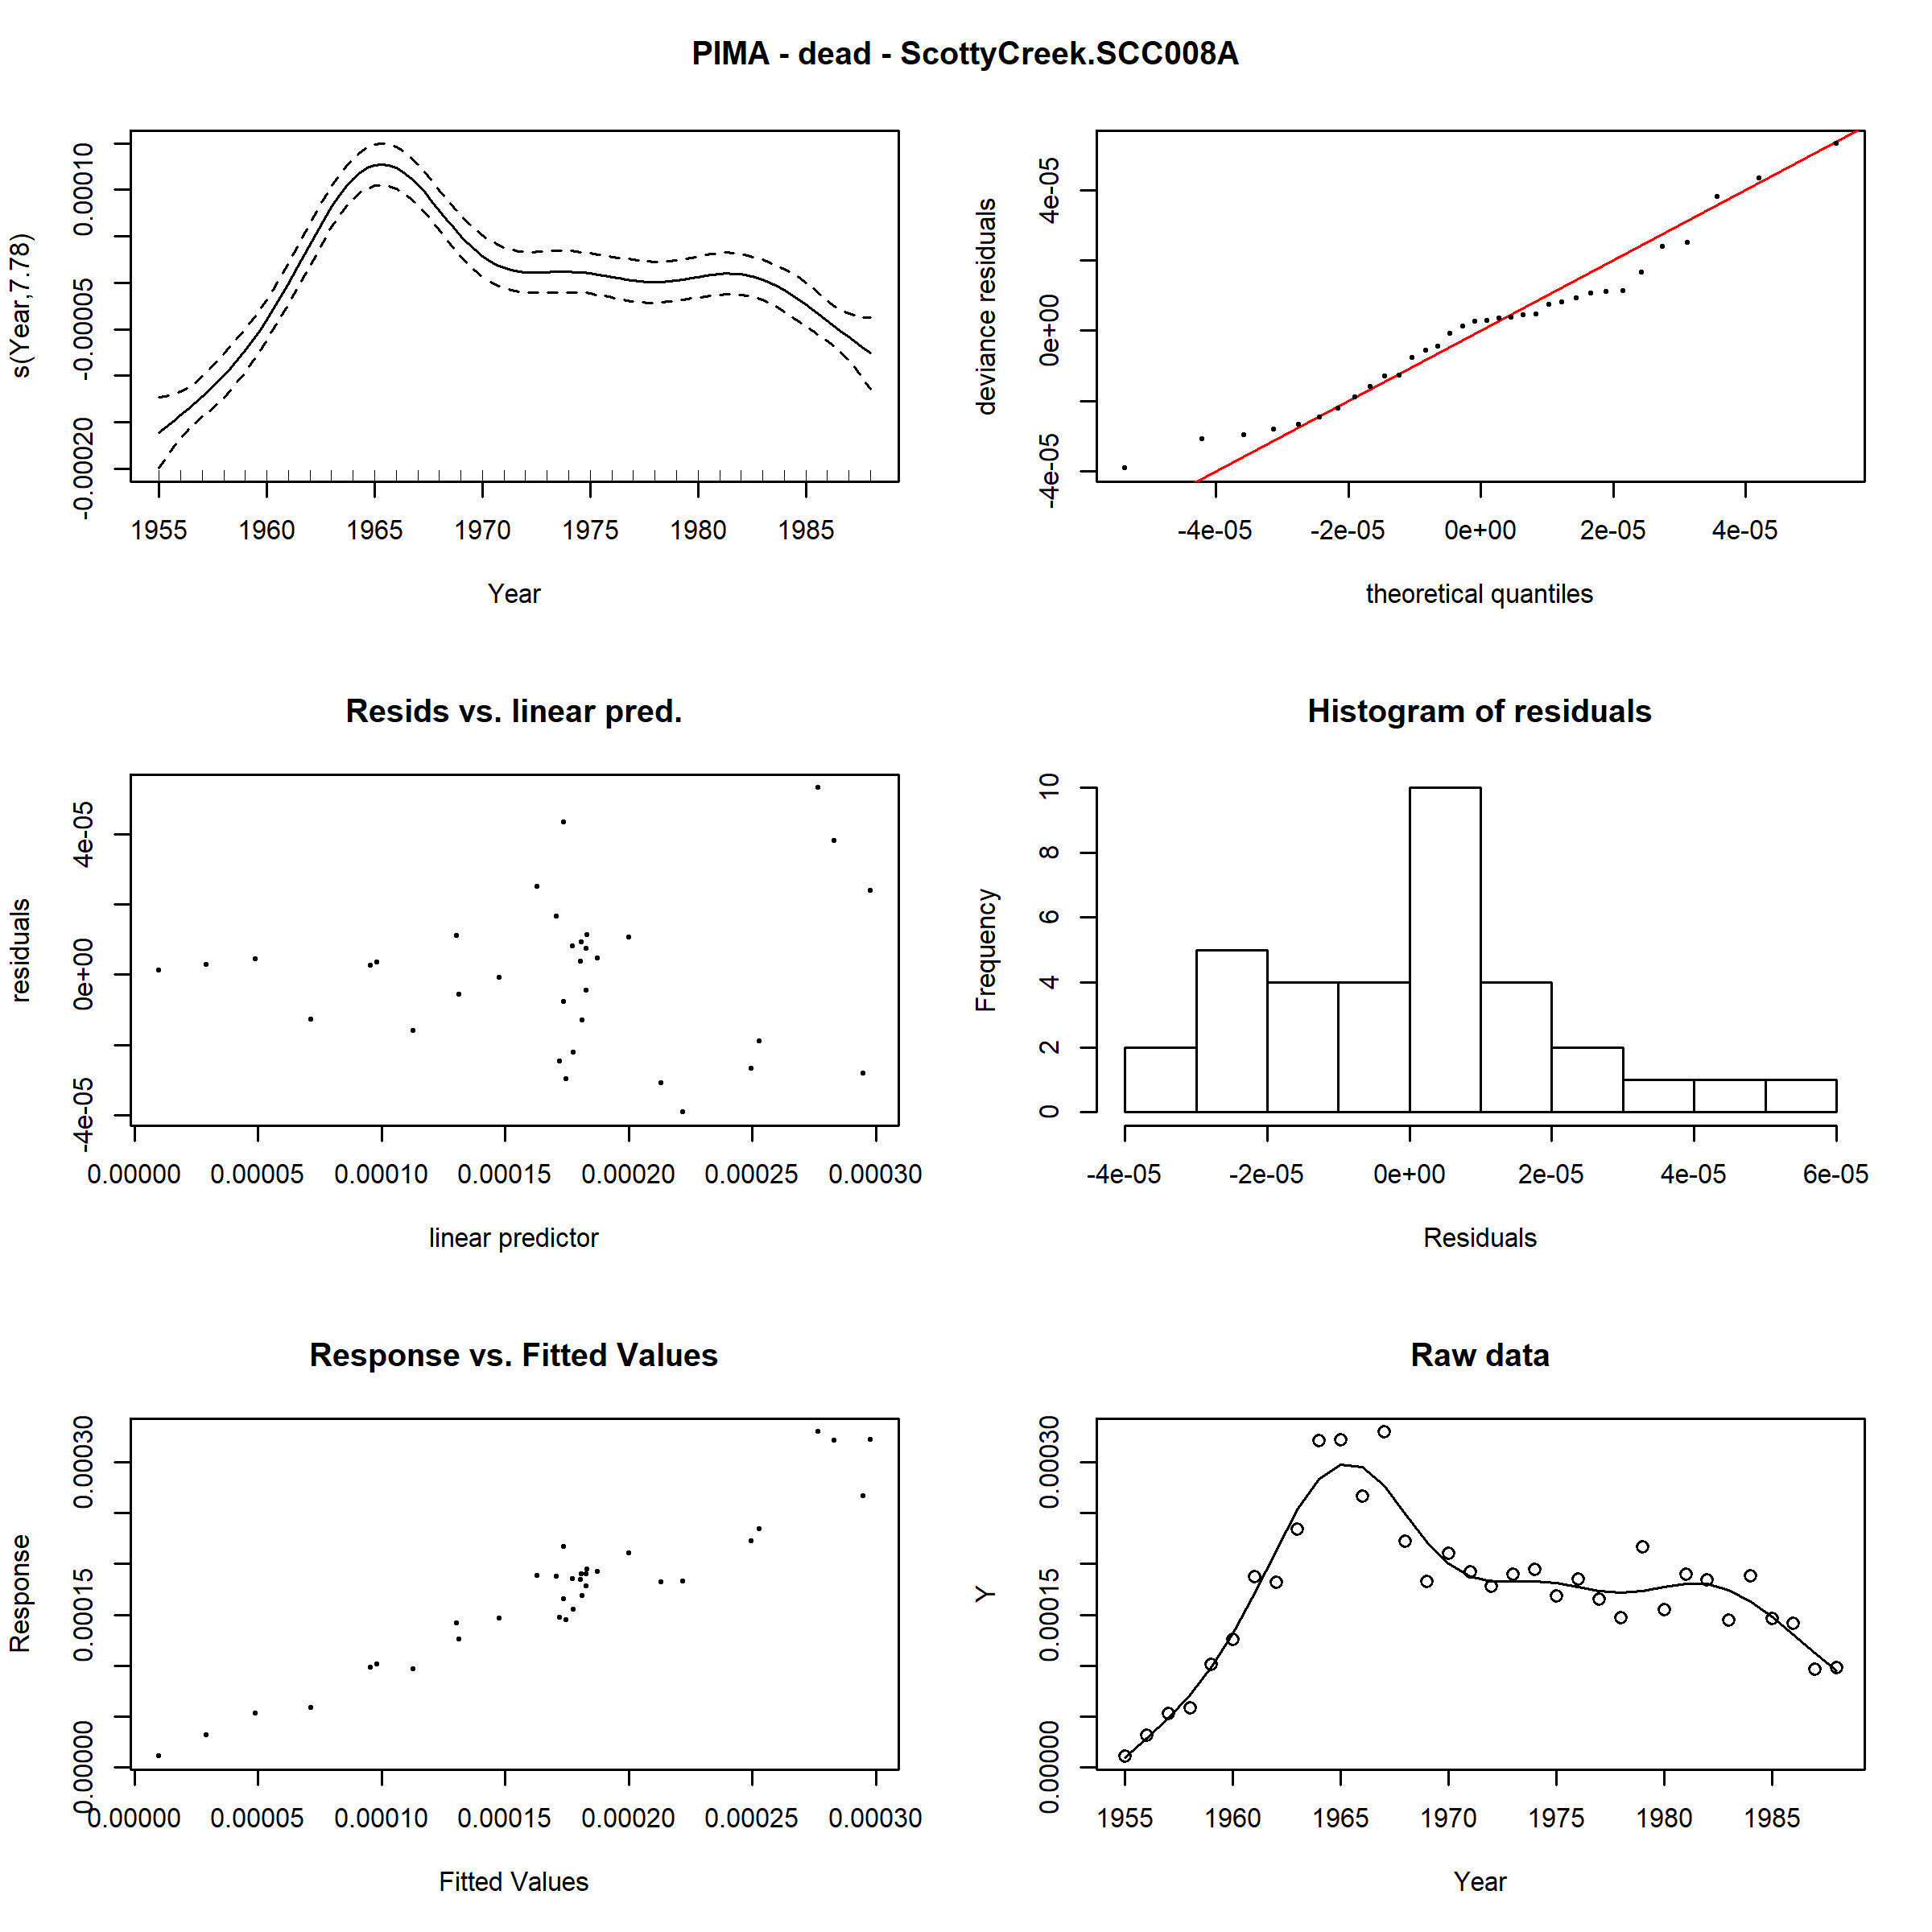 PIMA - dead - ScottyCreek.SCC008A
s(Year,7.78)
-0.00020 -0.00005 0.00010
1955 1960 1965 1970 1975 1980 1985
Year
deviance residuals
-4e-05 0e+00 4e-05
-4e-05 -2e-05 0e+00 2e-05 4e-05
theoretical quantiles
Resids vs. linear pred.
residuals
-4e-05 0e+00 4e-05
0.00000 0.00005 0.00010 0.00015 0.00020 0.00025 0.00030
linear predictor
Histogram of residuals
Frequency
0 2 4 6 8 10
-4e-05 -2e-05 0e+00 2e-05 4e-05 6e-05
Residuals
Response vs. Fitted Values
Response
0.00000 0.00015 0.00030
0.00000 0.00005 0.00010 0.00015 0.00020 0.00025 0.00030
Fitted Values
Raw data
Y
0.00000 0.00015 0.00030
1955 1960 1965 1970 1975 1980 1985
Year